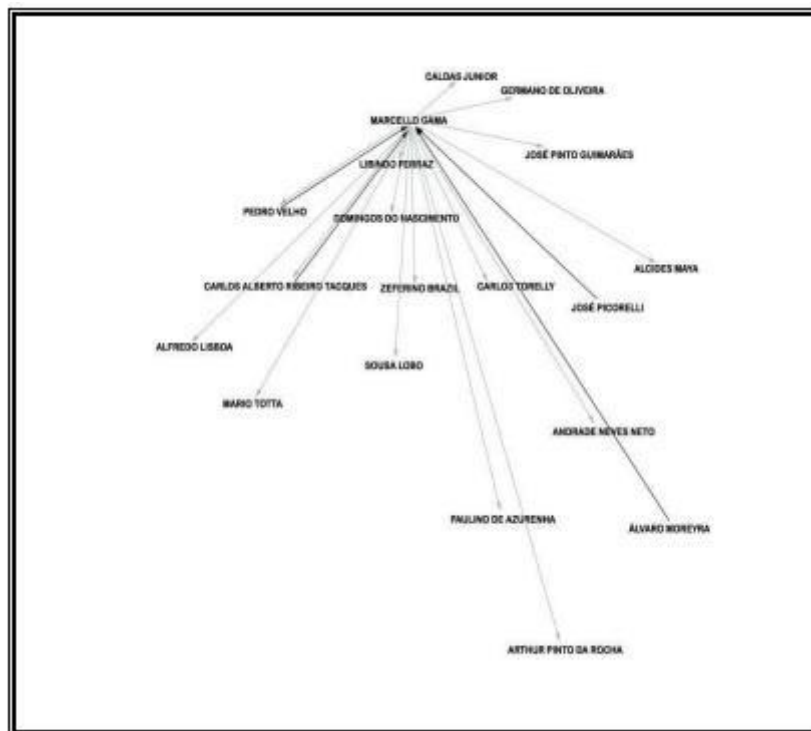 CALDAS JUNIOR
GERMANO DE OLIVEIRA
MARCELLO GAMA
JOSÉ PINTO GUIMARÃES
LIBINDO FERRAZ
PEDRO VELHO
DOMINGOS DO NASCIMENTO
ALCIDES MAYA
CARLOS ALBERTO RIBEIRO TACQUES
ZEFERINO BRAZIL
CARLOS TORELLY
JOSÉ PICORELLI
ALFREDO LISBOA
SOUSA LOBO
MARIO TOTTA
ANDRADE NEVES NETO
PAULINO DE AZURENHA
ÁLVARO MOREYRA
ARTHUR PINTO DA ROCHA